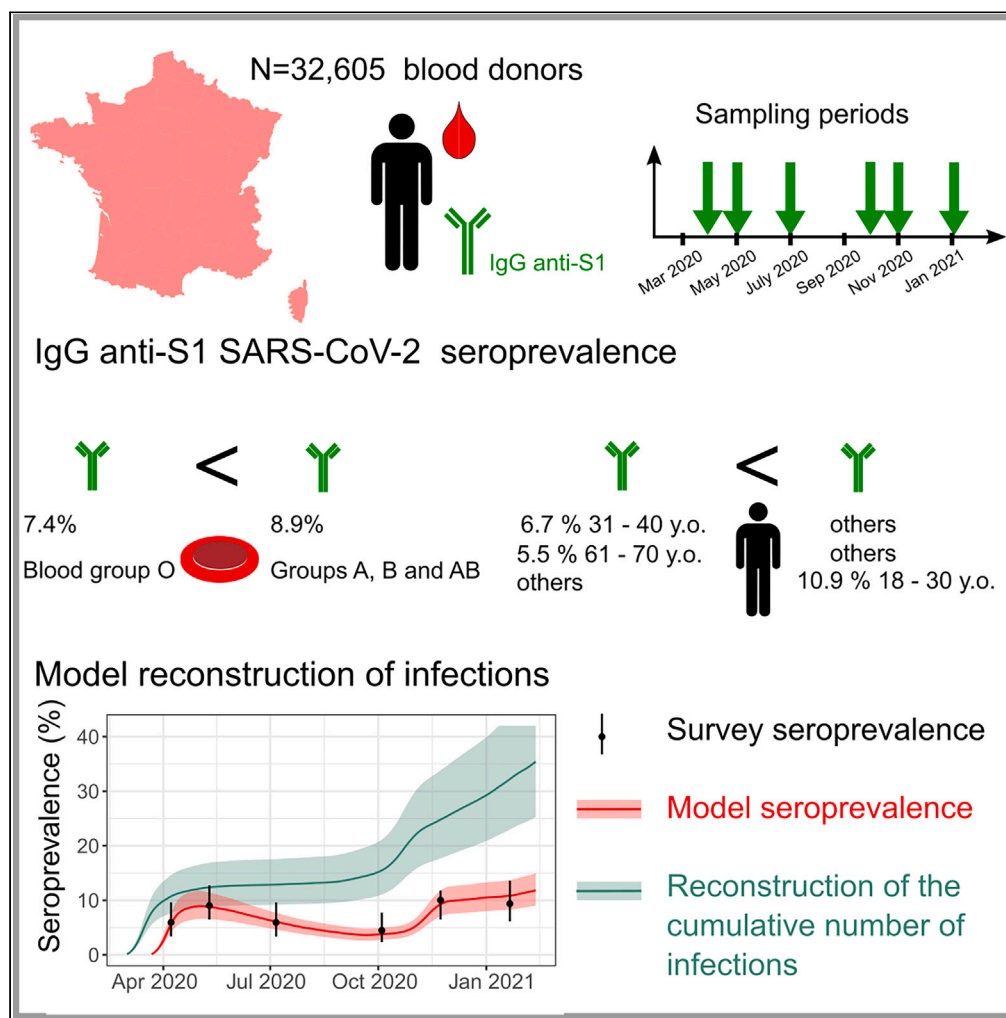 N=32,605 blood donors
IgG anti-S1
Sampling periods
Mar 2020
May 2020
July 2020
Sep 2020
Nov 2020
Jan 2021
IgG anti-S1 SARS-CoV-2 seroprevalence
<
7.4%
8.9%
Blood group O
Groups A, B and AB
<
6.7 % 31 - 40 y.o.
5.5 % 61 - 70 y.o.
others
others
others
10.9 % 18 - 30 y.o.
Model reconstruction of infections
Seroprevalence (%)
40
30
20
10
0
Apr 2020
Jul 2020
Oct 2020
Jan 2021
Survey seroprevalence
Model seroprevalence
Reconstruction of the
cumulative number of
infections